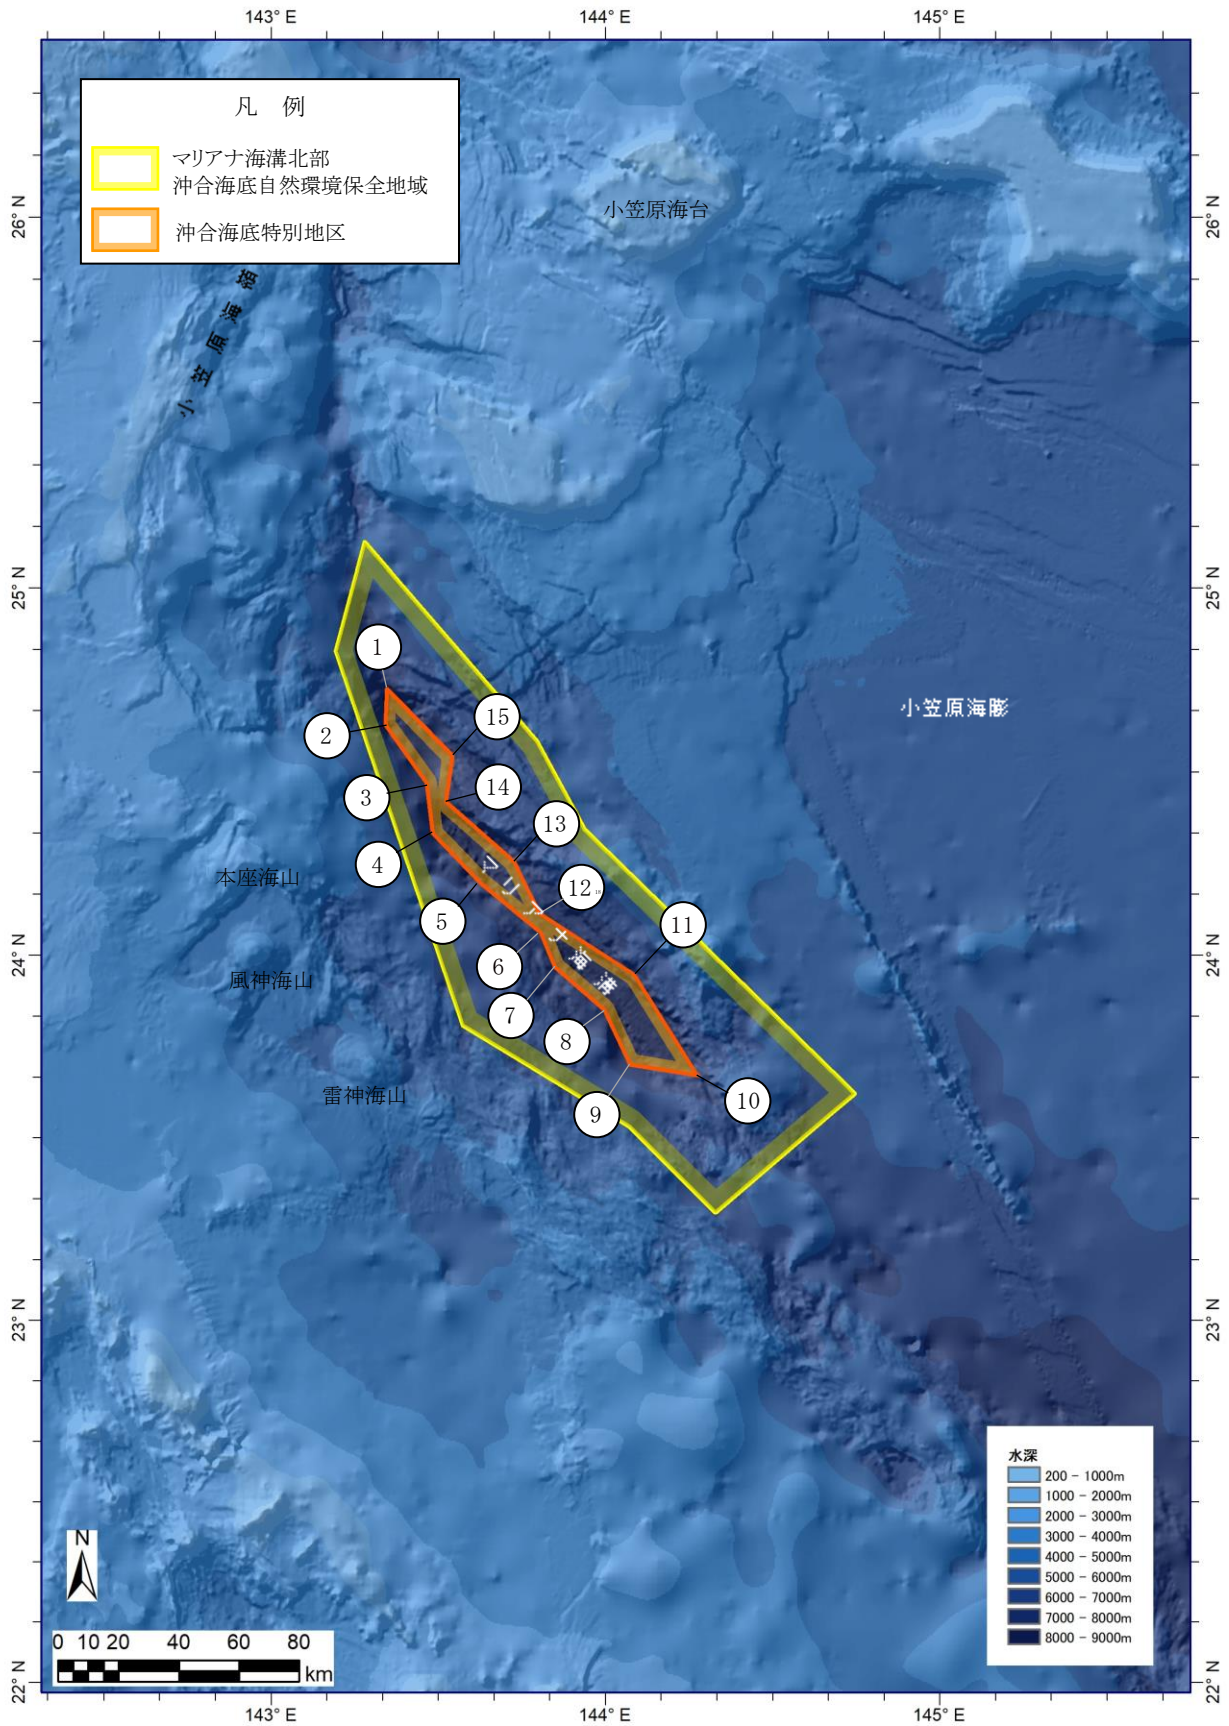 143° E
144° E
145° E
凡 例
マリアナ海溝北部
沖合海底自然環境保全地域
沖合海底特別地区
小笠原海台
小笠原海嶺
26° N
26° N
25° N
25° N
1
15
2
小笠原海膨
14
3
13
4
マリアナ海溝
12
本座海山
11
5
6
24° N
24° N
風神海山
7
8
雷神海山
10
9
23° N
23° N
水深
200 - 1000m
1000 - 2000m
2000 - 3000m
3000 - 4000m
4000 - 5000m
5000 - 6000m
6000 - 7000m
7000 - 8000m
8000 - 9000m
N
0 10 20 40 60 80
km
22° N
22° N
143° E
144° E
145° E